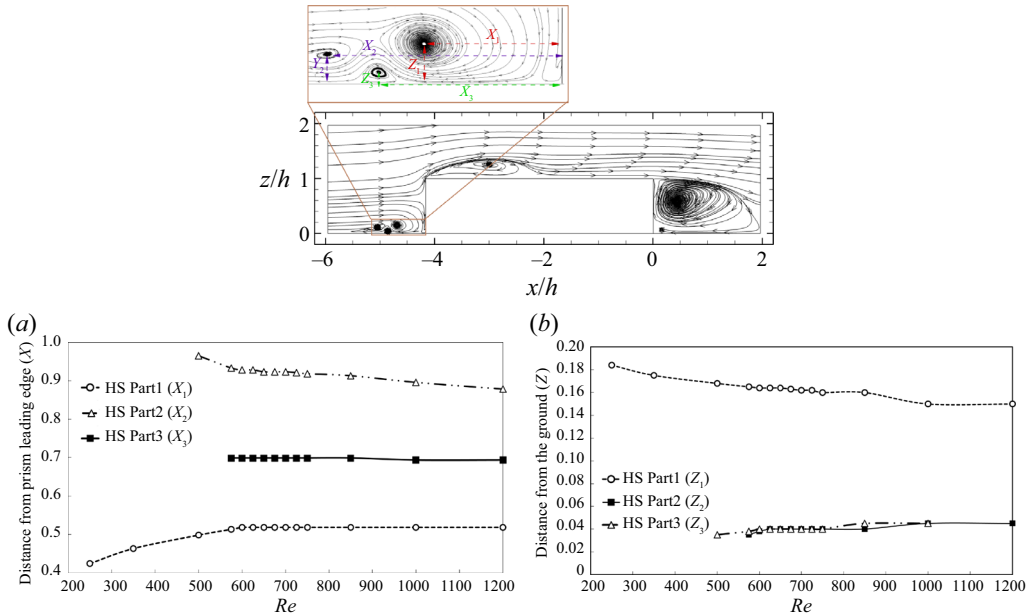 X₁
X₂
Y₂
Z₁
Z₃
X₃
2
z/h
1
0
−6
−4
−2
0
2
x/h
(a)
1.0
0.9
0.8
0.7
0.6
0.5
0.4
Distance from prism leading edge (X)
HS Part1 (X₁)
HS Part2 (X₂)
HS Part3 (X₃)
200 300 400 500 600 700 800 900 1000 1100 1200
Re
(b)
0.20
0.18
0.16
0.14
0.12
0.10
0.08
0.06
0.04
0.02
0
Distance from the ground (Z)
HS Part1 (Z₁)
HS Part2 (Z₂)
HS Part3 (Z₃)
200 300 400 500 600 700 800 900 1000 1100 1200
Re